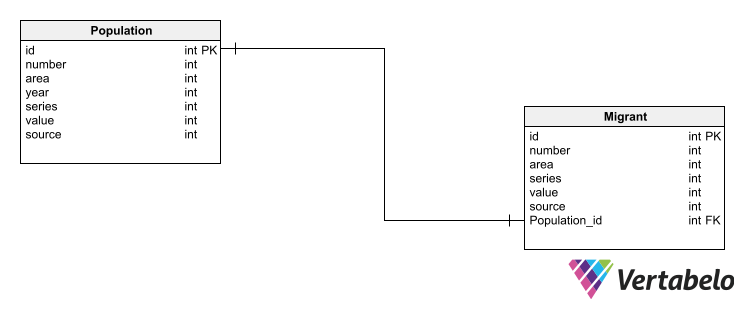 Population
id int PK
number int
area int
year int
series int
value int
source int
Migrant
id int PK
number int
area int
series int
value int
source int
Population_id int FK
Vertabelo